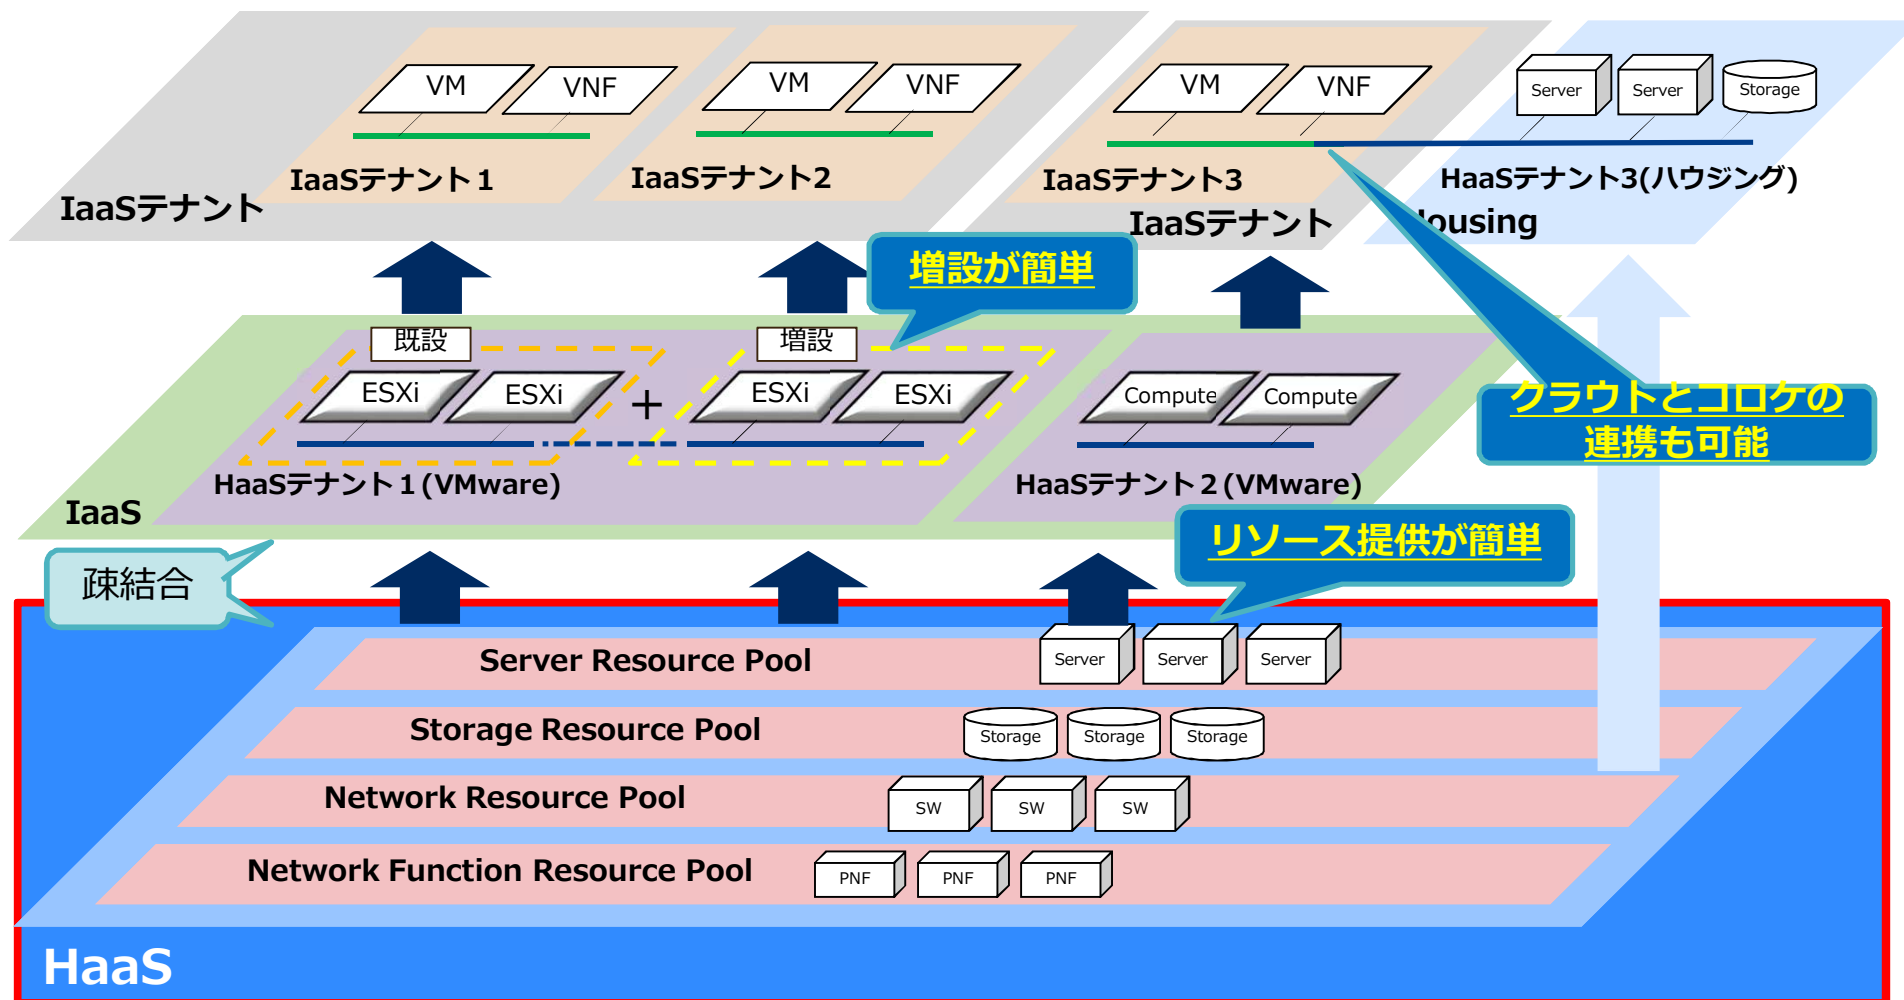 VM
VNF
IaaSテナント１
VM
VNF
IaaSテナント2
IaaSテナント
VM
VNF
IaaSテナント3
IaaSテナント
Server
Server
Storage
HaaSテナント3(ハウジング)
ousing
増設が簡単
既設
ESXi
ESXi
+
増設
ESXi
ESXi
HaaSテナント１(VMware)
Compute
Compute
HaaSテナント２(VMware)
IaaS
クラウトとコロケの
連携も可能
リソース提供が簡単
疎結合
Server Resource Pool
Server
Server
Server
Storage Resource Pool
Storage
Storage
Storage
Network Resource Pool
SW
SW
SW
Network Function Resource Pool
PNF
PNF
PNF
HaaS